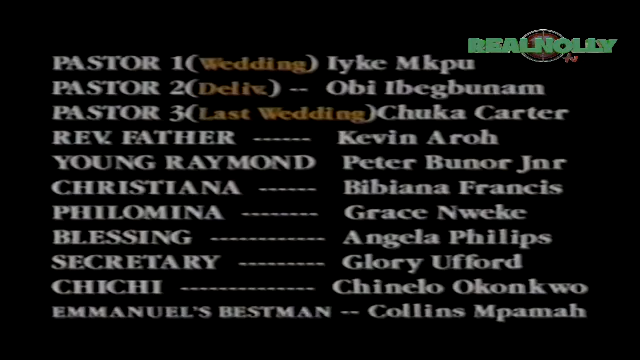 REALNOLLY
tv
PASTOR 1(Wedding) Iyke Mkpu
PASTOR 2(Deliv.) -- Obi Ibegbunam
PASTOR 3(Last Wedding)Chuka Carter
REV. FATHER ------ Kevin Aroh
YOUNG RAYMOND Peter Bunor Jnr
CHRISTIANA ------ Bibiana Francis
PHILOMINA -------- Grace Nweke
BLESSING ------------ Angela Philips
SECRETARY --------- Glory Ufford
CHICHI -------------- Chinelo Okonkwo
EMMANUEL'S BESTMAN -- Collins Mpamah